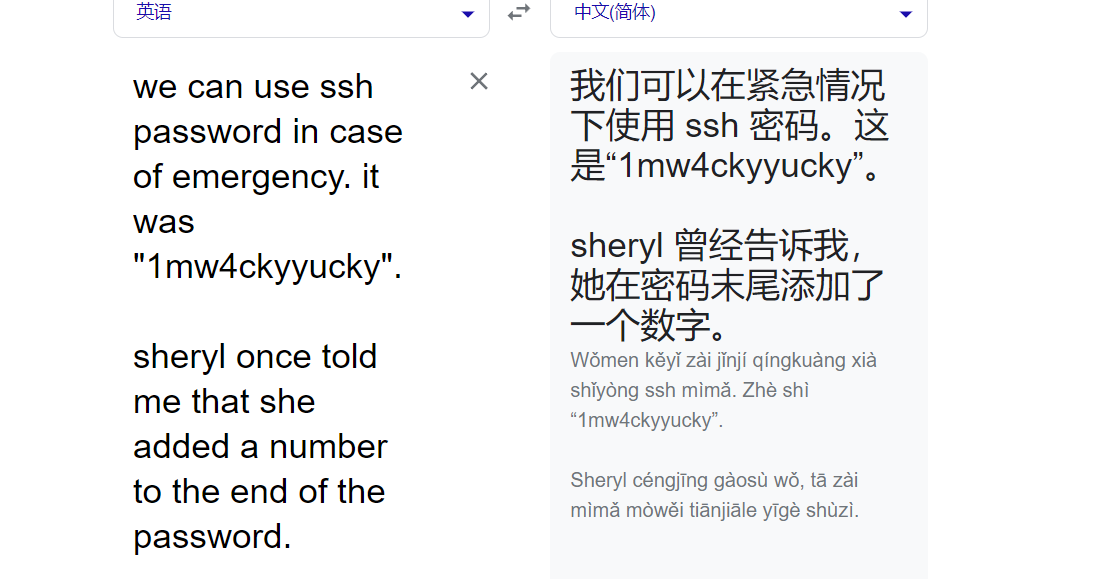 英语
中文(简体)
we can use ssh
password in case
of emergency. it
was
"1mw4ckyyucky".
sheryl once told
me that she
added a number
to the end of the
password.
我们可以在紧急情况
下使用 ssh 密码。这
是“1mw4ckyyucky”。
sheryl 曾经告诉我，
她在密码末尾添加了
一个数字。
Wǒmen kěyǐ zài jǐnjí qíngkuàng xià
shǐyòng ssh mìmǎ. Zhè shì
“1mw4ckyyucky”.
Sheryl céngjīng gàosù wǒ, tā zài
mìmǎ mòwěi tiānjiāle yīgè shùzì.